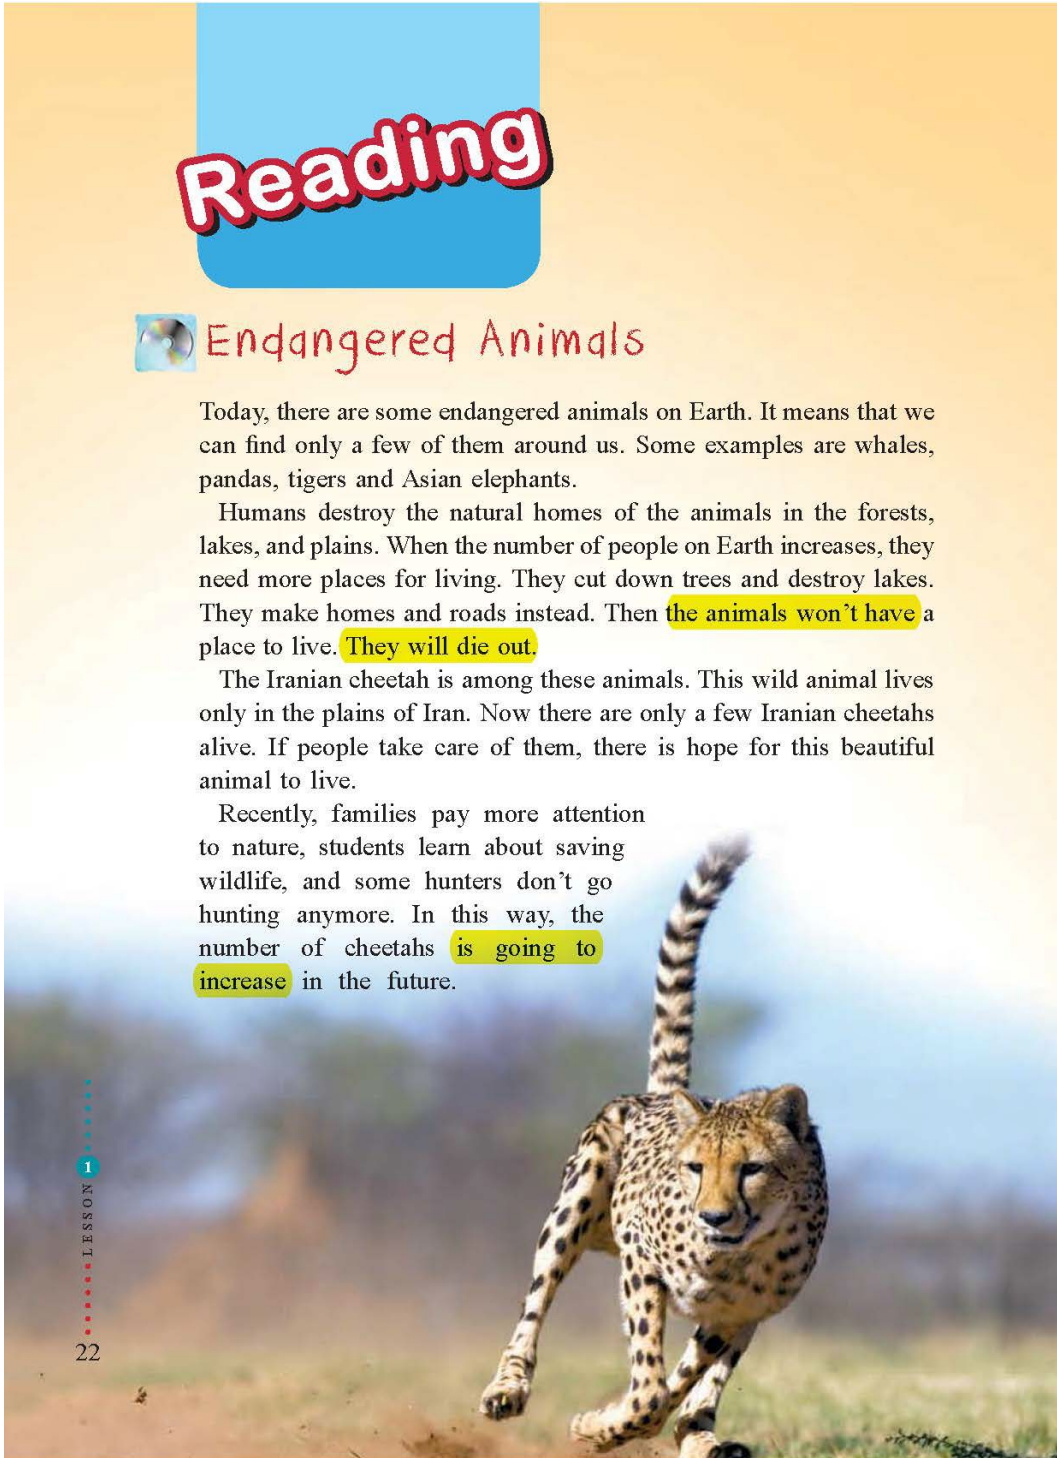 Reading
Endangered Animals
Today, there are some endangered animals on Earth. It means that we
can find only a few of them around us. Some examples are whales,
pandas, tigers and Asian elephants.
Humans destroy the natural homes of the animals in the forests,
lakes, and plains. When the number of people on Earth increases, they
need more places for living. They cut down trees and destroy lakes.
They make homes and roads instead. Then the animals won't have a
place to live. They will die out.
The Iranian cheetah is among these animals. This wild animal lives
only in the plains of Iran. Now there are only a few Iranian cheetahs
alive. If people take care of them, there is hope for this beautiful
animal to live.
Recently, families pay more attention
to nature, students learn about saving
wildlife, and some hunters don't go
hunting anymore. In this way, the
number of cheetahs is going to
increase in the future.
LESSON 1
22